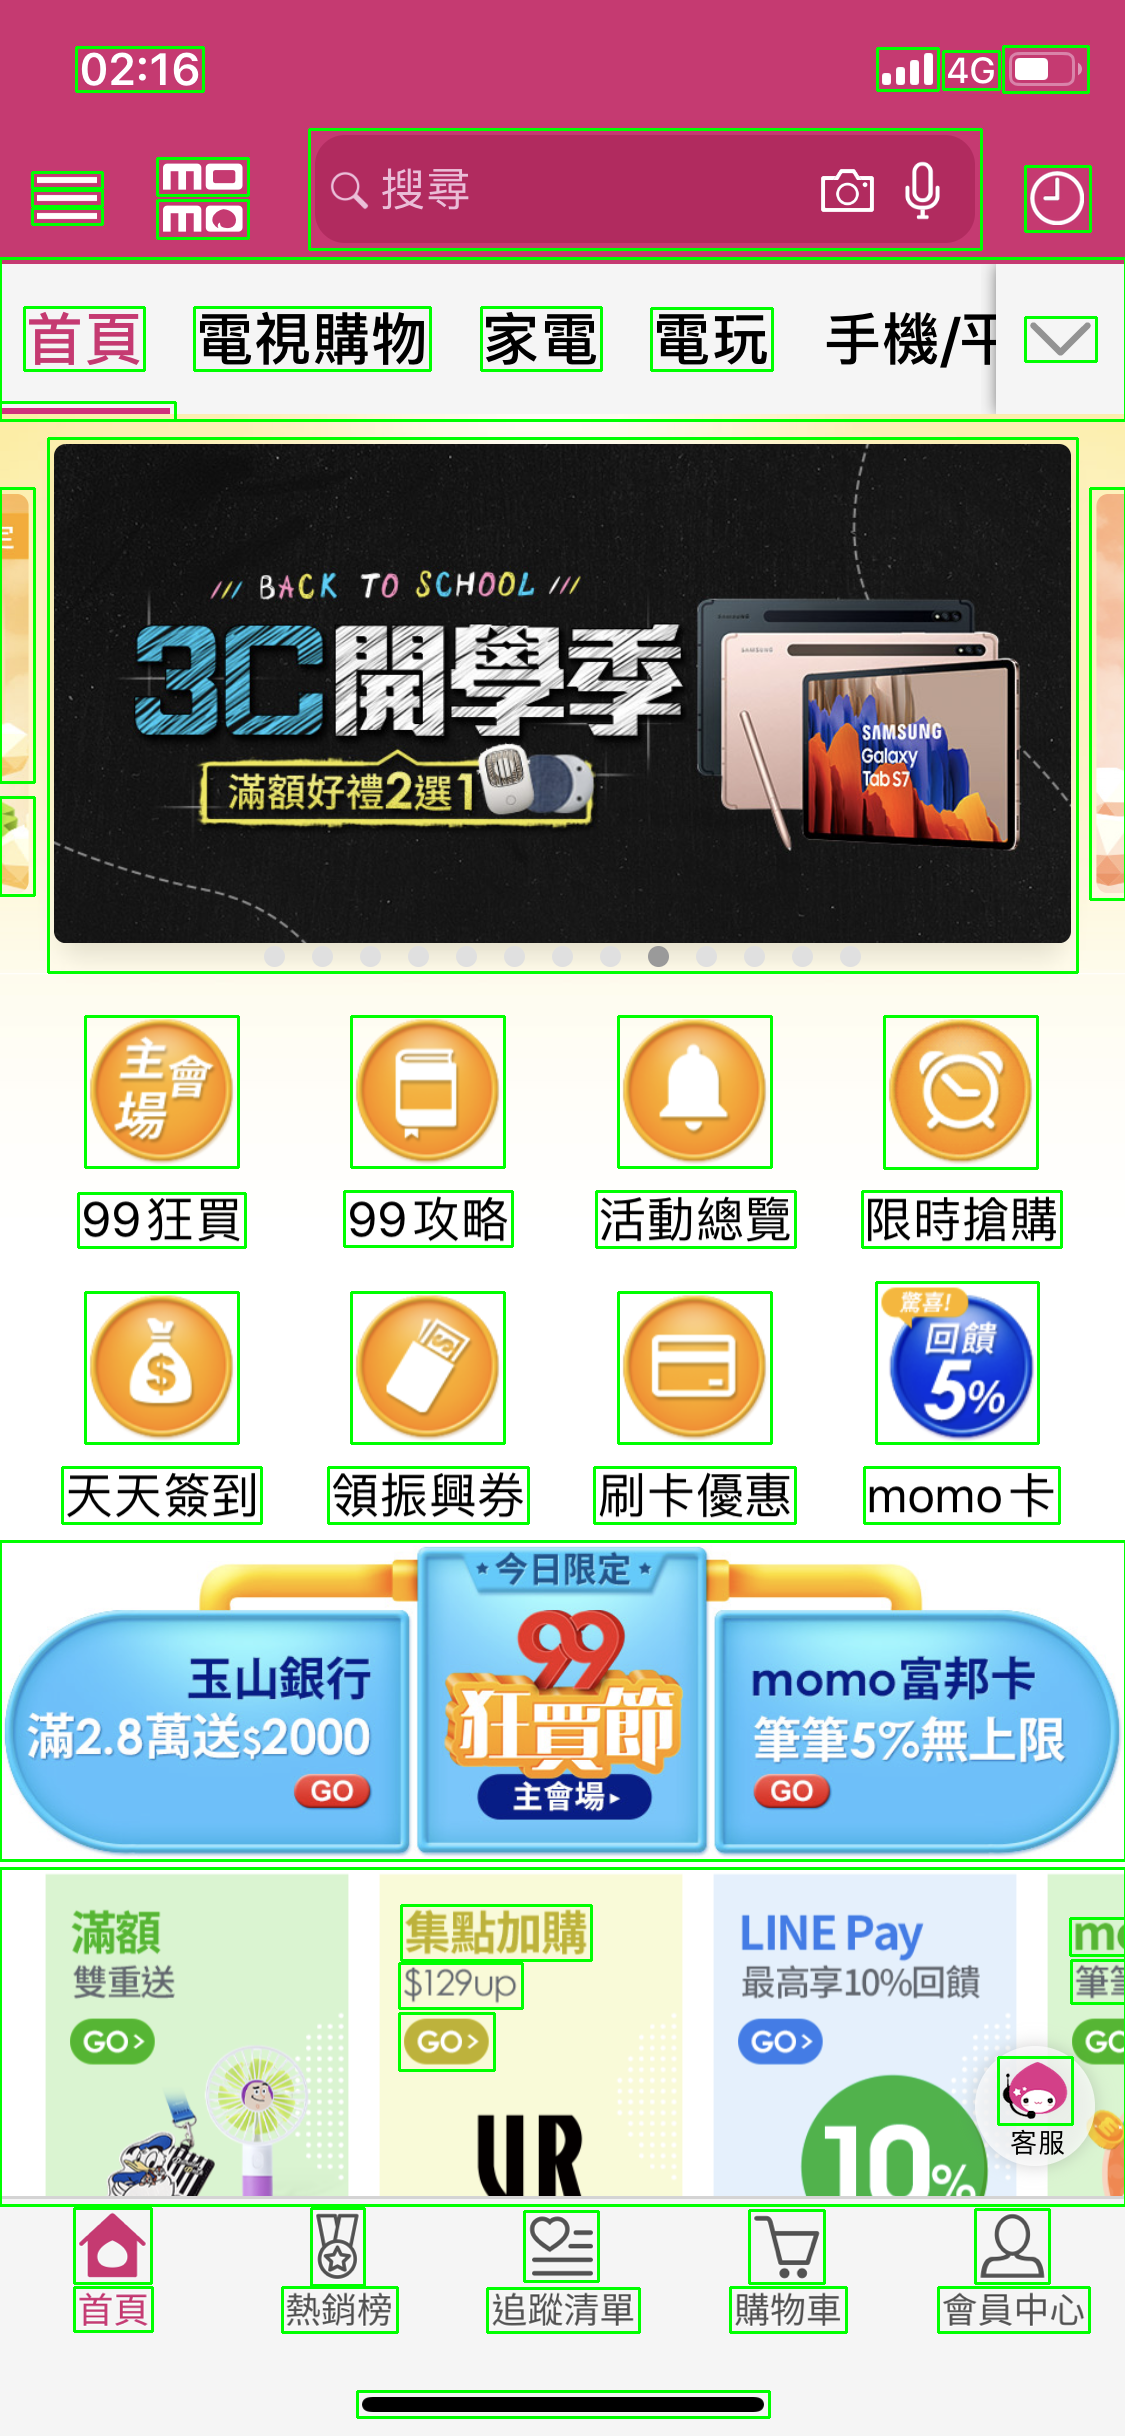 02:16
4G
momo
搜尋
首頁 電視購物 家電 電玩 手機/平
BACK TO SCHOOL
3C開學季
滿額好禮2選1
SAMSUNG
SAMSUNG
SAMSUNG
Galaxy
Tab S7
主會場
99狂買 99攻略 活動總覽 限時搶購
驚喜!
回饋
5%
天天簽到 領振興券 刷卡優惠 momo卡
今日限定
玉山銀行
滿2.8萬送$2000
GO
99
狂買節
主會場
momo富邦卡
筆筆5%無上限
GO
滿額
雙重送
GO
集點加購
$129up
GO
UR
LINE Pay
最高享10%回饋
GO
10%
mo
筆筆
GO
客服
首頁 熱銷榜 追蹤清單 購物車 會員中心